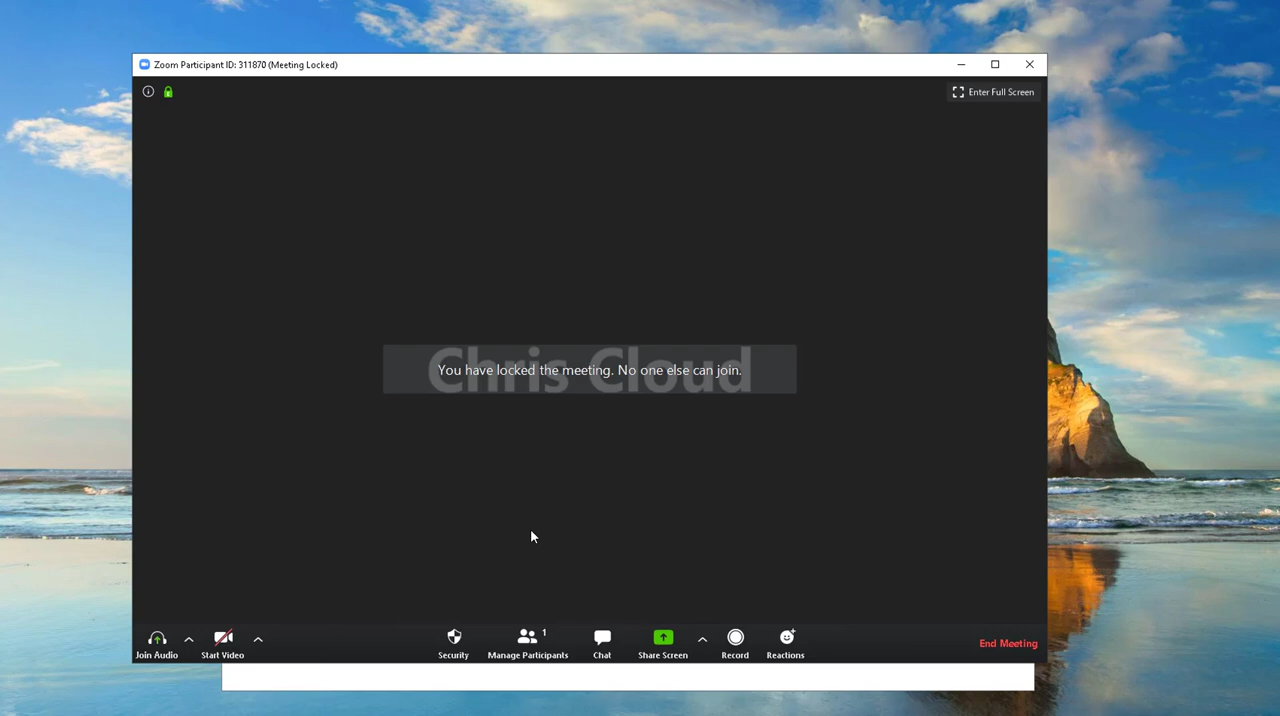 Zoom Participant ID: 311870 (Meeting Locked)
Enter Full Screen
Chris Cloud
You have locked the meeting. No one else can join.
Join Audio
Start Video
Security
1
Manage Participants
Chat
Share Screen
Record
Reactions
End Meeting